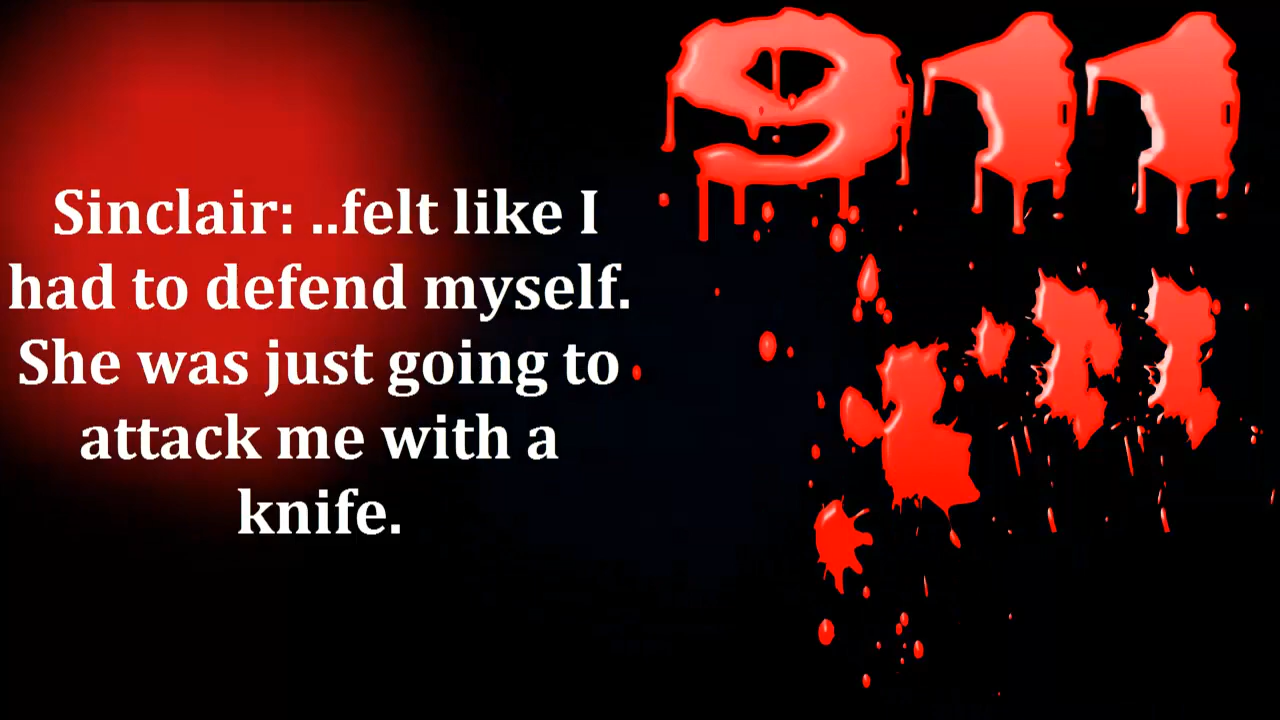 911
Sinclair: ..felt like I
had to defend myself.
She was just going to
attack me with a
knife.